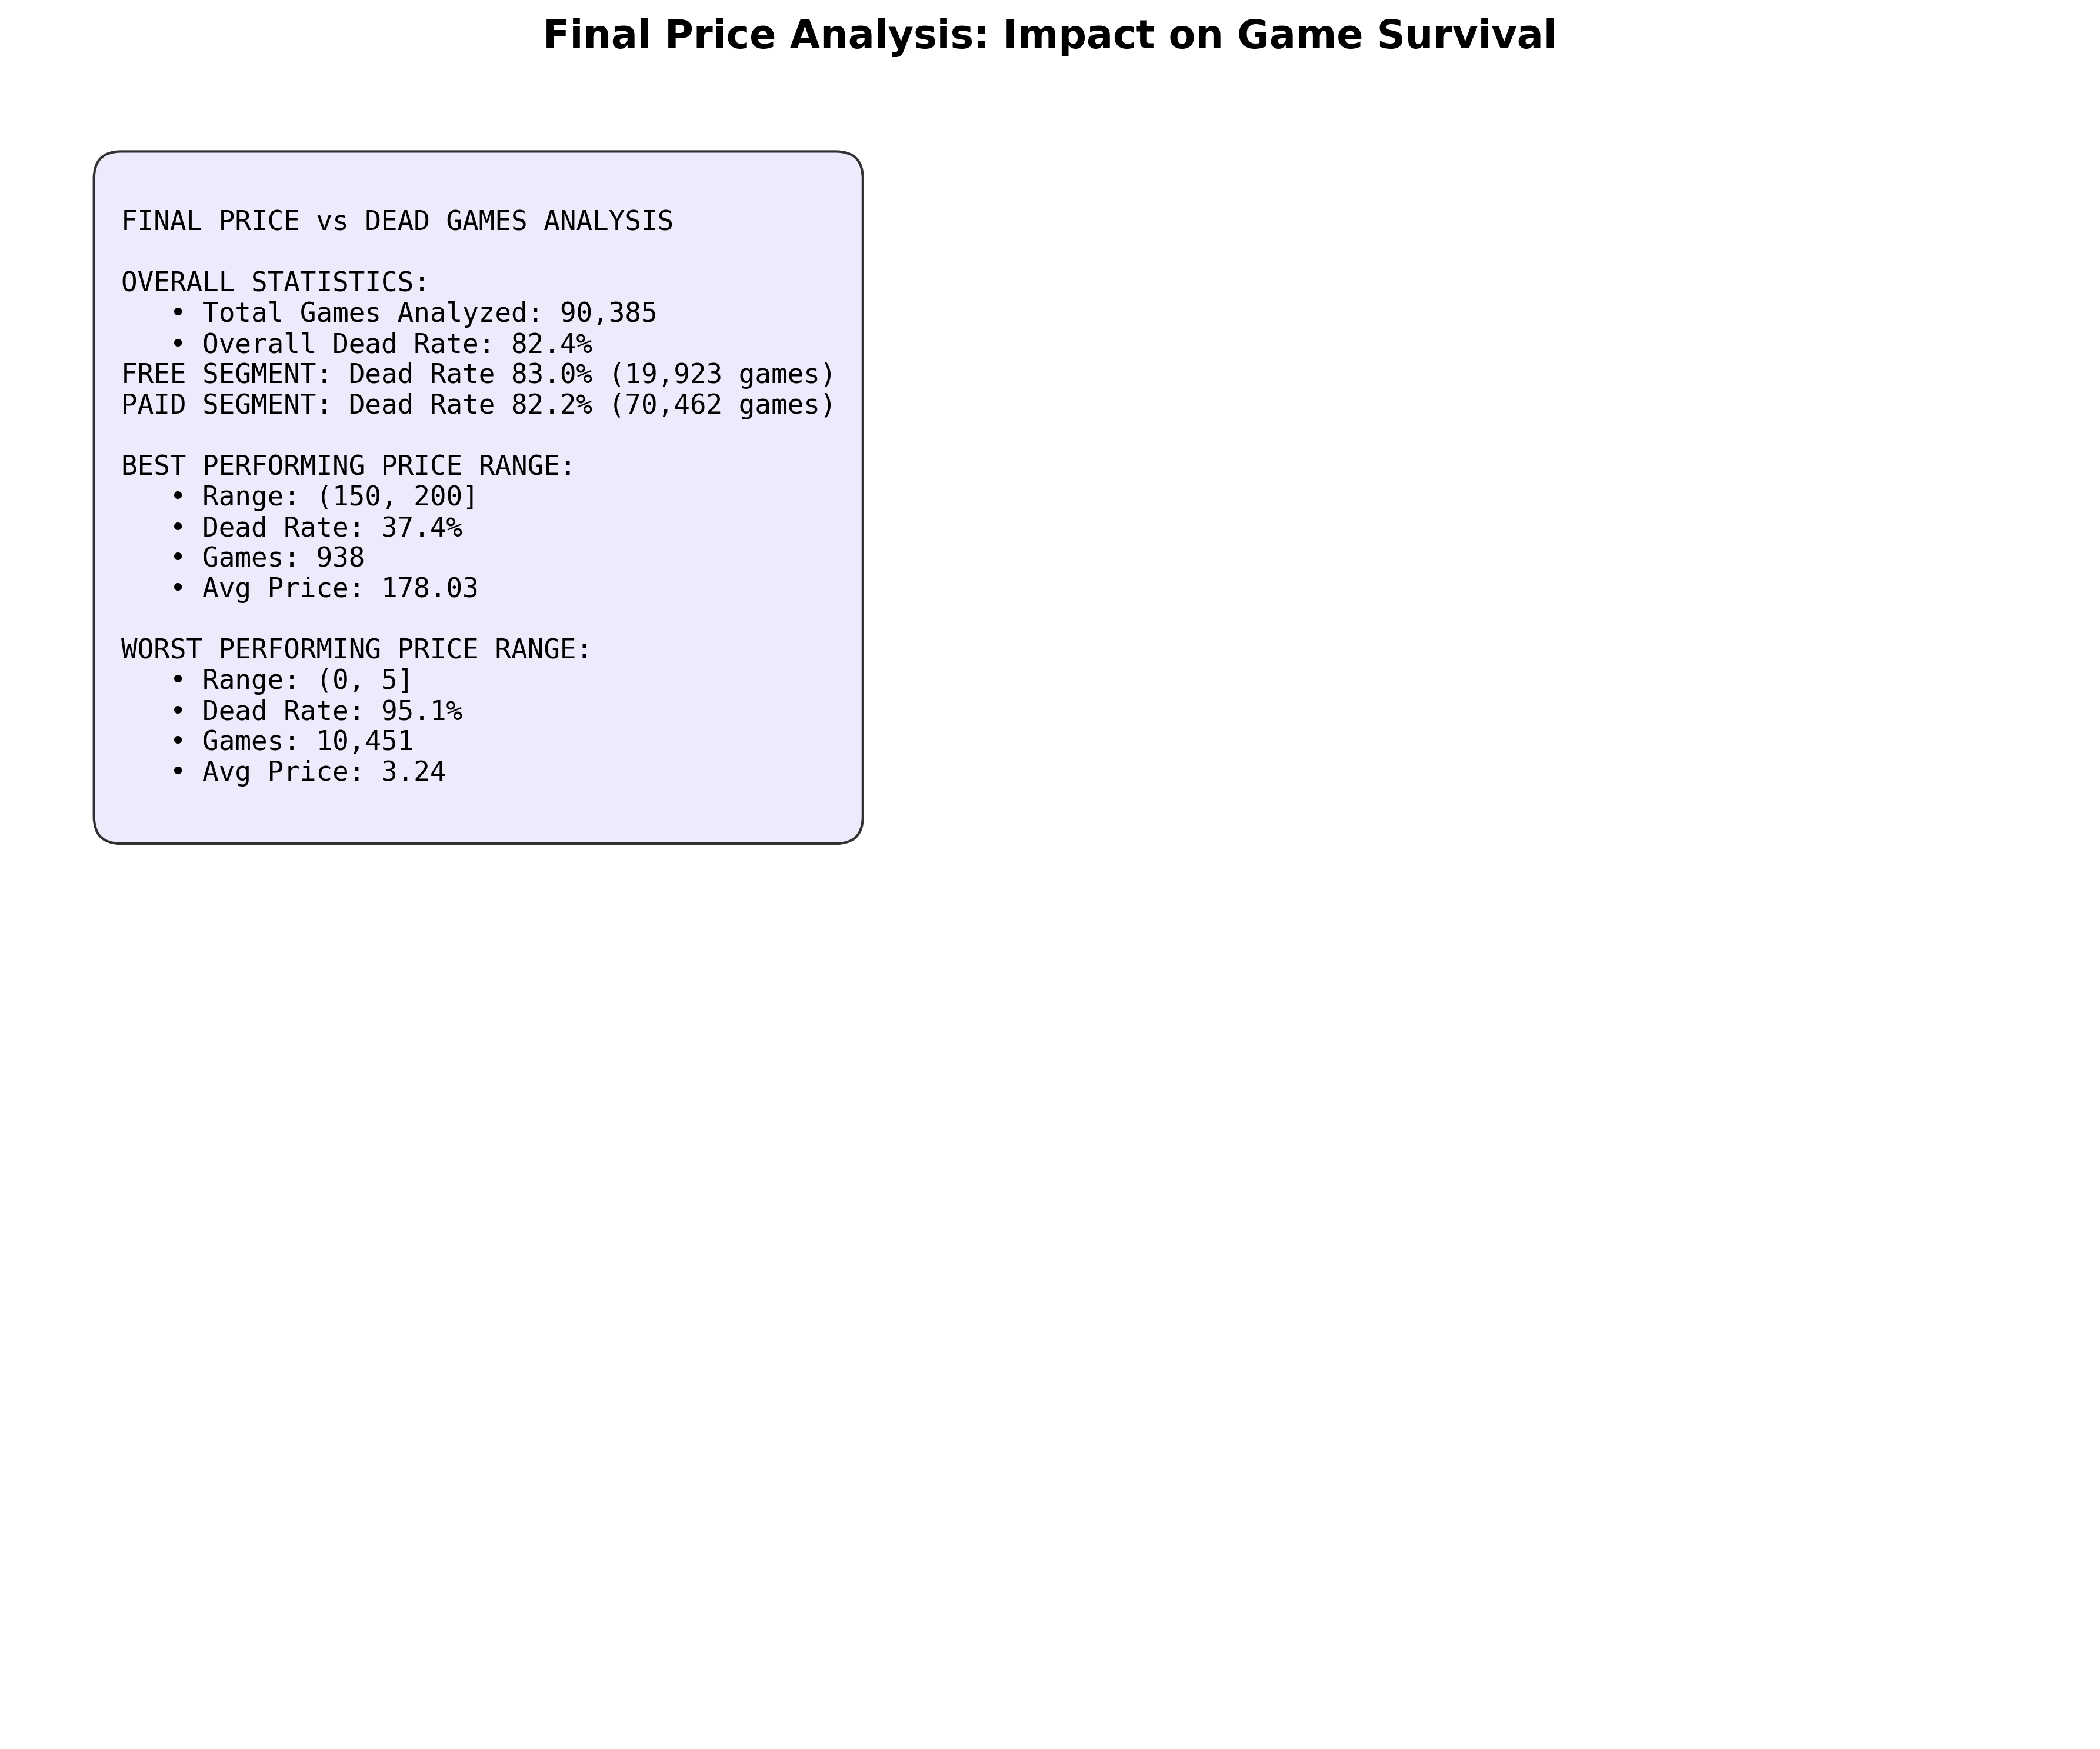 Final Price Analysis: Impact on Game Survival
FINAL PRICE vs DEAD GAMES ANALYSIS
OVERALL STATISTICS:
• Total Games Analyzed: 90,385
• Overall Dead Rate: 82.4%
FREE SEGMENT: Dead Rate 83.0% (19,923 games)
PAID SEGMENT: Dead Rate 82.2% (70,462 games)
BEST PERFORMING PRICE RANGE:
• Range: (150, 200]
• Dead Rate: 37.4%
• Games: 938
• Avg Price: 178.03
WORST PERFORMING PRICE RANGE:
• Range: (0, 5]
• Dead Rate: 95.1%
• Games: 10,451
• Avg Price: 3.24